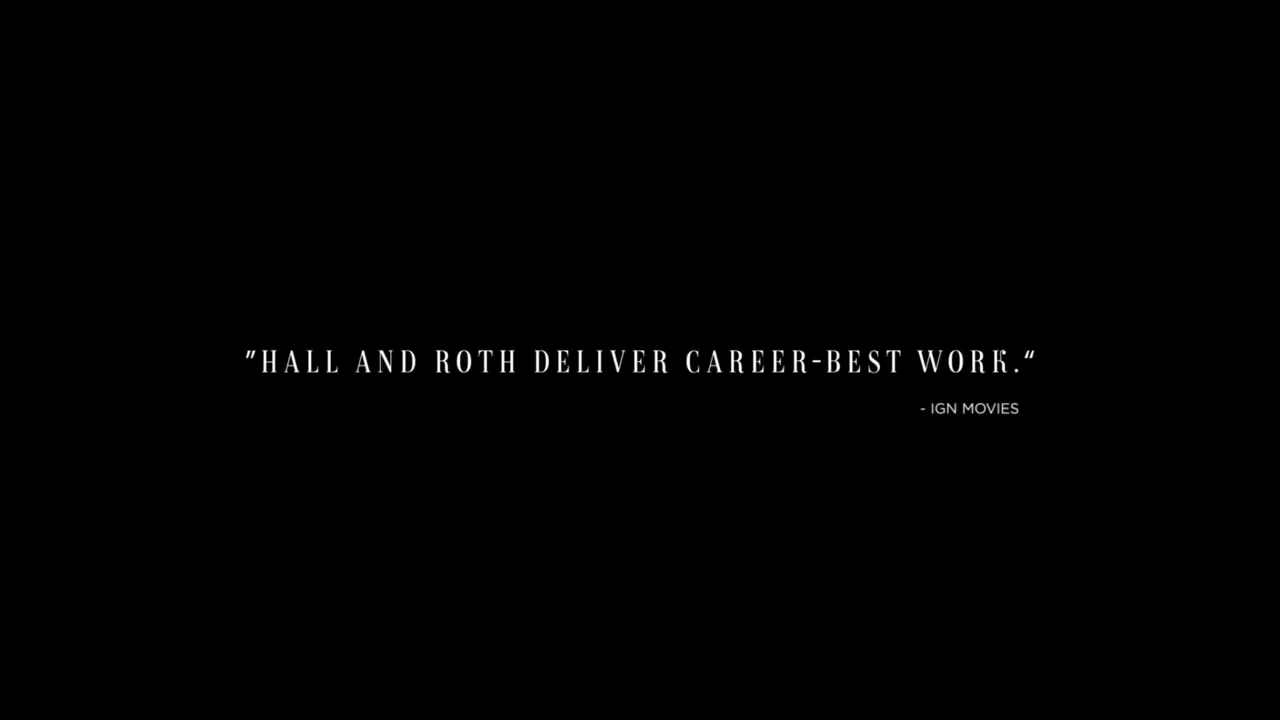 "HALL AND ROTH DELIVER CAREER-BEST WORK."
- IGN MOVIES